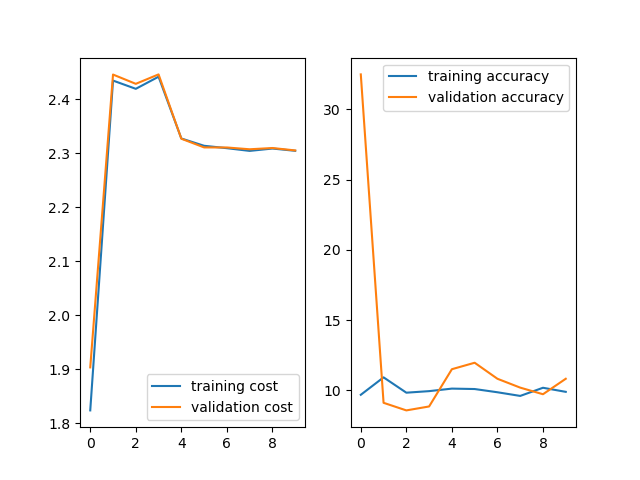 2.4
2.3
2.2
2.1
2.0
1.9
1.8
0 2 4 6 8
training cost
validation cost
30
25
20
15
10
0 2 4 6 8
training accuracy
validation accuracy